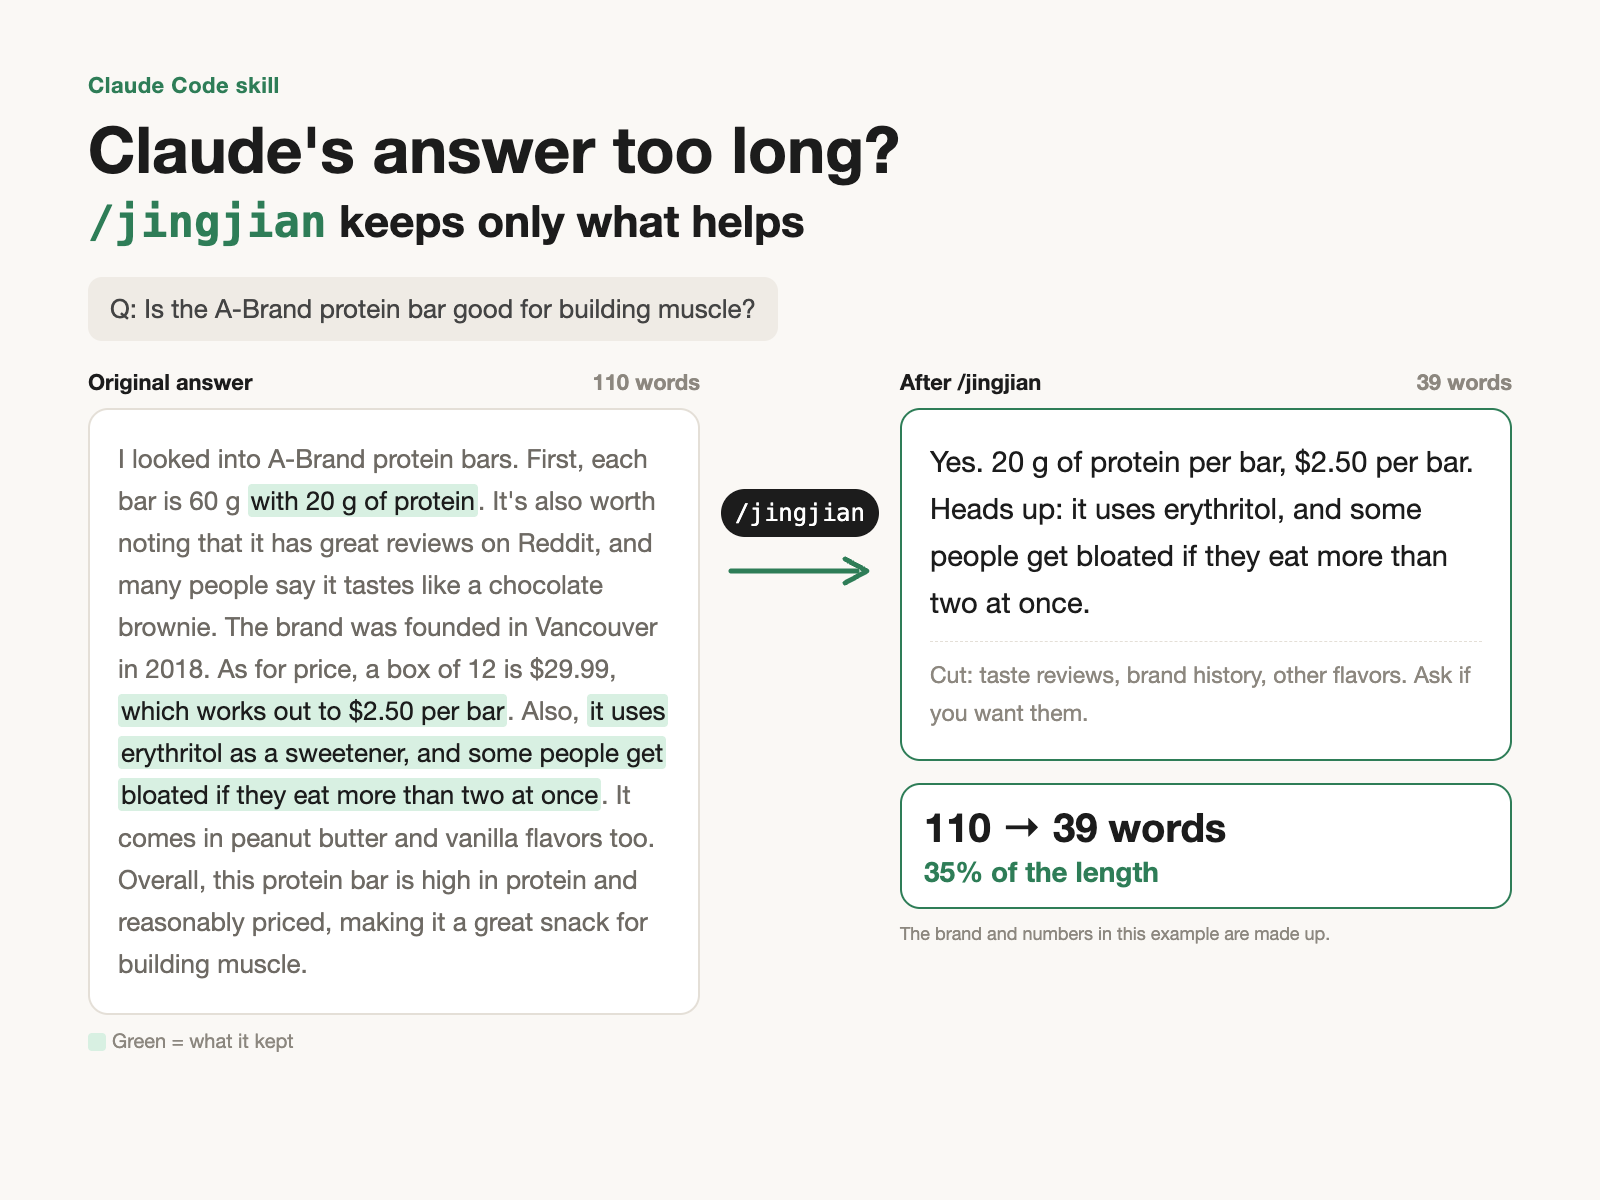 Claude Code skill
Claude's answer too long?
/jingjian keeps only what helps
Q: Is the A-Brand protein bar good for building muscle?
Original answer
110 words
I looked into A-Brand protein bars. First, each
bar is 60 g with 20 g of protein. It's also worth
noting that it has great reviews on Reddit, and
many people say it tastes like a chocolate
brownie. The brand was founded in Vancouver
in 2018. As for price, a box of 12 is $29.99,
which works out to $2.50 per bar. Also, it uses
erythritol as a sweetener, and some people get
bloated if they eat more than two at once. It
comes in peanut butter and vanilla flavors too.
Overall, this protein bar is high in protein and
reasonably priced, making it a great snack for
building muscle.
Green = what it kept
/jingjian
After /jingjian
39 words
Yes. 20 g of protein per bar, $2.50 per bar.
Heads up: it uses erythritol, and some
people get bloated if they eat more than
two at once.
Cut: taste reviews, brand history, other flavors. Ask if
you want them.
110 → 39 words
35% of the length
The brand and numbers in this example are made up.